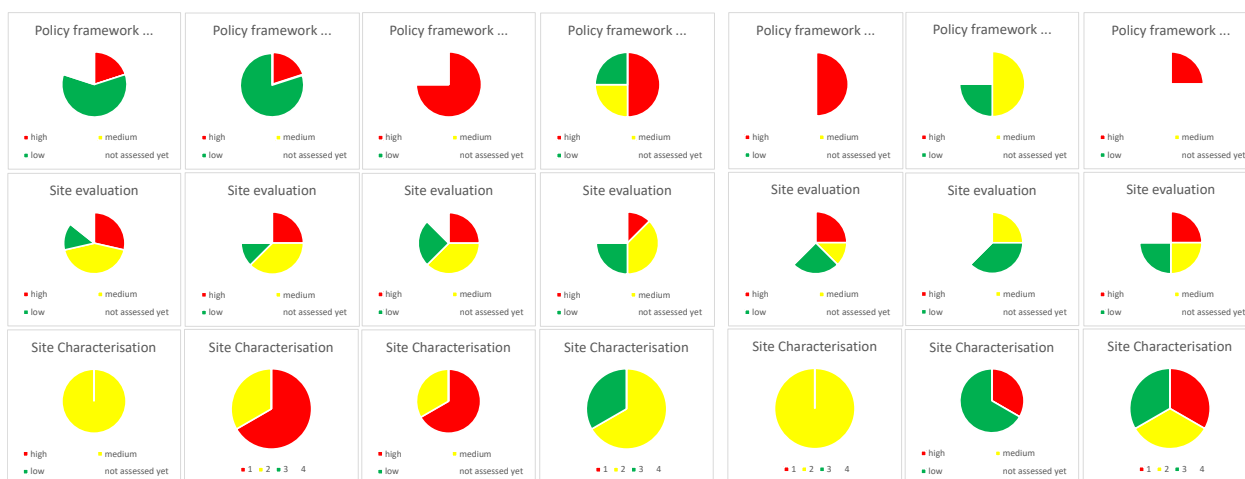 Policy framework ...
high
medium
low
not assessed yet
Policy framework ...
high
medium
low
not assessed yet
Policy framework ...
high
medium
low
not assessed yet
Policy framework ...
high
medium
low
not assessed yet
Policy framework ...
high
medium
low
not assessed yet
Policy framework ...
high
medium
low
not assessed yet
Policy framework ...
high
medium
low
not assessed yet
Site evaluation
high
medium
low
not assessed yet
Site evaluation
high
medium
low
not assessed yet
Site evaluation
high
medium
low
not assessed yet
Site evaluation
high
medium
low
not assessed yet
Site evaluation
high
medium
low
not assessed yet
Site evaluation
high
medium
low
not assessed yet
Site evaluation
high
medium
low
not assessed yet
Site Characterisation
high
medium
low
not assessed yet
Site Characterisation
1 2 3 4
Site Characterisation
high
medium
low
not assessed yet
Site Characterisation
1 2 3 4
Site Characterisation
1 2 3 4
Site Characterisation
high
medium
low
not assessed yet
Site Characterisation
1 2 3 4